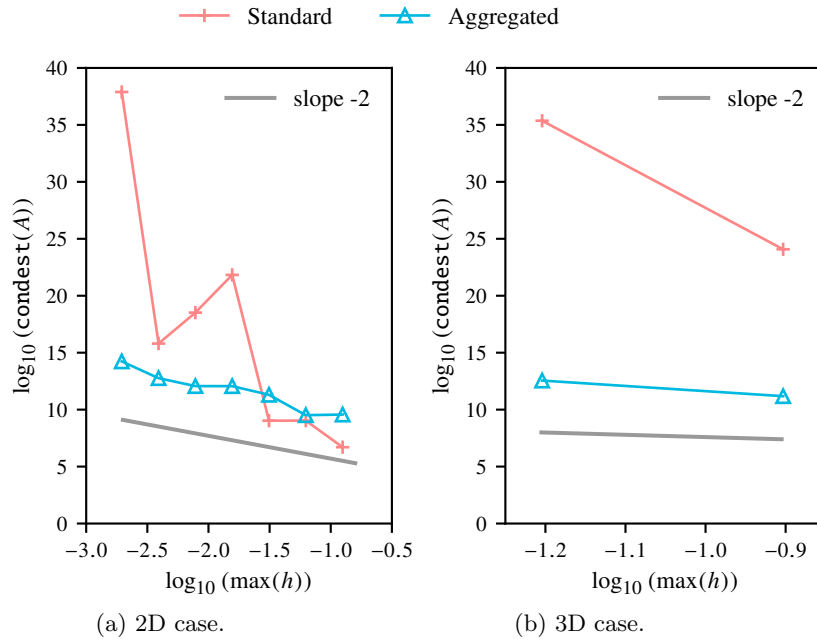 Standard Aggregated
slope -2
40
35
30
25
20
15
10
5
0
log10 (condest(A))
−3.0 −2.5 −2.0 −1.5 −1.0 −0.5
log10 (max(h))
(a) 2D case.
slope -2
40
35
30
25
20
15
10
5
0
log10 (condest(A))
−1.2 −1.1 −1.0 −0.9
log10 (max(h))
(b) 3D case.